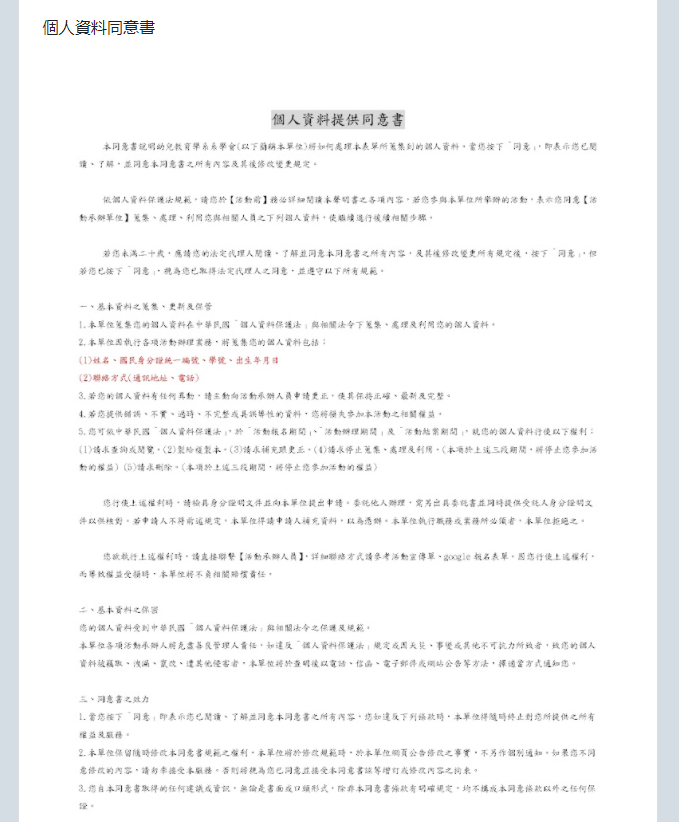 個人資料同意書
個人資料提供同意書
本同意書說明幼兒教育學系系學會(以下簡稱本單位)將如何處理本表單所蒐集到的個人資料。當您按下「同意」，即表示您已閱
讀、了解，並同意本同意書之所有內容及其後修改變更規定。
依個人資料保護法規範，請您於【活動前】務必詳細閱讀本聲明書之各項內容，若您參與本單位所舉辦的活動，表示您同意【活
動承辦單位】蒐集、處理、利用您與相關人員之下列個人資料，使繼續進行後續相關步驟。
若您未滿二十歲，應請您的法定代理人閱讀、了解並同意本同意書之所有內容，及其後修改變更所有規定後，按下「同意」，但
若您已按下「同意」，視為您已取得法定代理人之同意，並遵守以下所有規範。
一、基本資料之蒐集、更新及保管
1.本單位蒐集您的個人資料在中華民國「個人資料保護法」與相關法令下蒐集、處理及利用您的個人資料。
2.本單位因執行各項活動辦理業務，將蒐集您的個人資料包括：
(1)姓名、國民身分證統一編號、學號、出生年月日
(2)聯絡方式(通訊地址、電話)
3.若您的個人資料有任何異動，請主動向活動承辦人員申請更正，使其保持正確、最新及完整。
4.若您提供錯誤、不實、過時、不完整或具誤導性的資料，您將損失參加本活動之相關權益。
5.您可依中華民國「個人資料保護法」，於「活動報名期間」、「活動辦理期間」及「活動結案期間」，就您的個人資料行使以下權利：
(1)請求查詢或閱覽。(2)製給複製本。(3)請求補充跟更正。(4)請求停止蒐集、處理及利用。(本項於上述三段期間，將停止您參加活
動的權益) (5)請求刪除。(本項於上述三段期間，將停止您參加活動的權益)
您行使上述權利時，請檢具身分證明文件並向本單位提出申請。委託他人辦理，需另出具委託書並同時提供受託人身分證明文
件以供核對。若申請人不符前述規定，本單位得請申請人補充資料，以為憑辦。本單位執行職務或業務所必須者，本單位拒絕之。
您欲執行上述權利時，請直接聯繫【活動承辦人員】，詳細聯絡方式請參考活動宣傳單、google 報名表單。因您行使上述權利，
而導致權益受損時，本單位將不負相關賠償責任。
二、基本資料之保密
您的個人資料受到中華民國「個人資料保護法」與相關法令之保護及規範。
本單位各項活動承辦人將克盡善良管理人責任，如違反「個人資料保護法」規定或因天災、事變或其他不可抗力所致者，致您的個人
資料被竊取、洩漏、竄改、遭其他侵害者，本單位將於查明後以電話、信函、電子郵件或網站公告等方法，擇適當方式通知您。
三、同意書之效力
1.當您按下「同意」即表示您已閱讀、了解並同意本同意書之所有內容，您如違反下列條款時，本單位得隨時終止對您所提供之所有
權益及服務。
2.本單位保留隨時修改本同意書規範之權利，本單位將於修改規範時，於本單位網頁公告修改之事實，不另作個別通知。如果您不同
意修改的內容，請勿幸接受本服務。否則將視為您已同意並接受本同意書該等增訂或修改內容之拘束。
3.您自本同意書取得的任何建議或資訊，無論是書面或口頭形式，除非本同意書條款有明確規定，均不構成本同意條款以外之任何保
證。